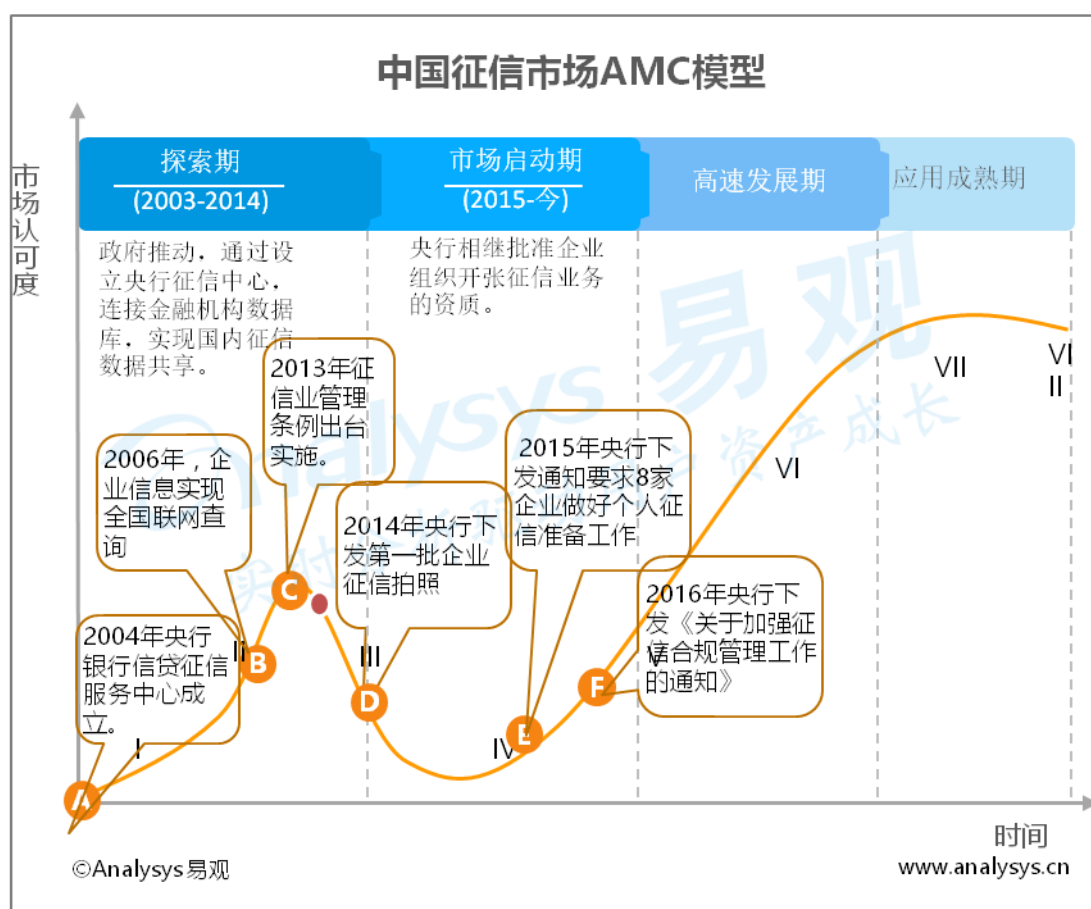 中国征信市场AMC模型
市场认可度
探索期
(2003-2014)
市场启动期
(2015-今)
高速发展期
应用成熟期
政府推动，通过设
立央行征信中心，
连接金融机构数据
库，实现国内征信
数据共享。
央行相继批准企业
组织开张征信业务
的资质。
2013年征
信业管理
条例出台
实施。
2006年，企
业信息实现
全国联网查
询
2014年央行下
发第一批企业
征信拍照
2015年央行下
发通知要求8家
企业做好个人征
信准备工作
2016年央行下
发《关于加强征
信合规管理工作
的通知》
2004年央行
银行信贷征信
服务中心成
立。
A
B
C
D
E
F
I
II
III
IV
V
VI
VII
VI
II
Analysys 易观
时间
©Analysys易观
www.analysys.cn